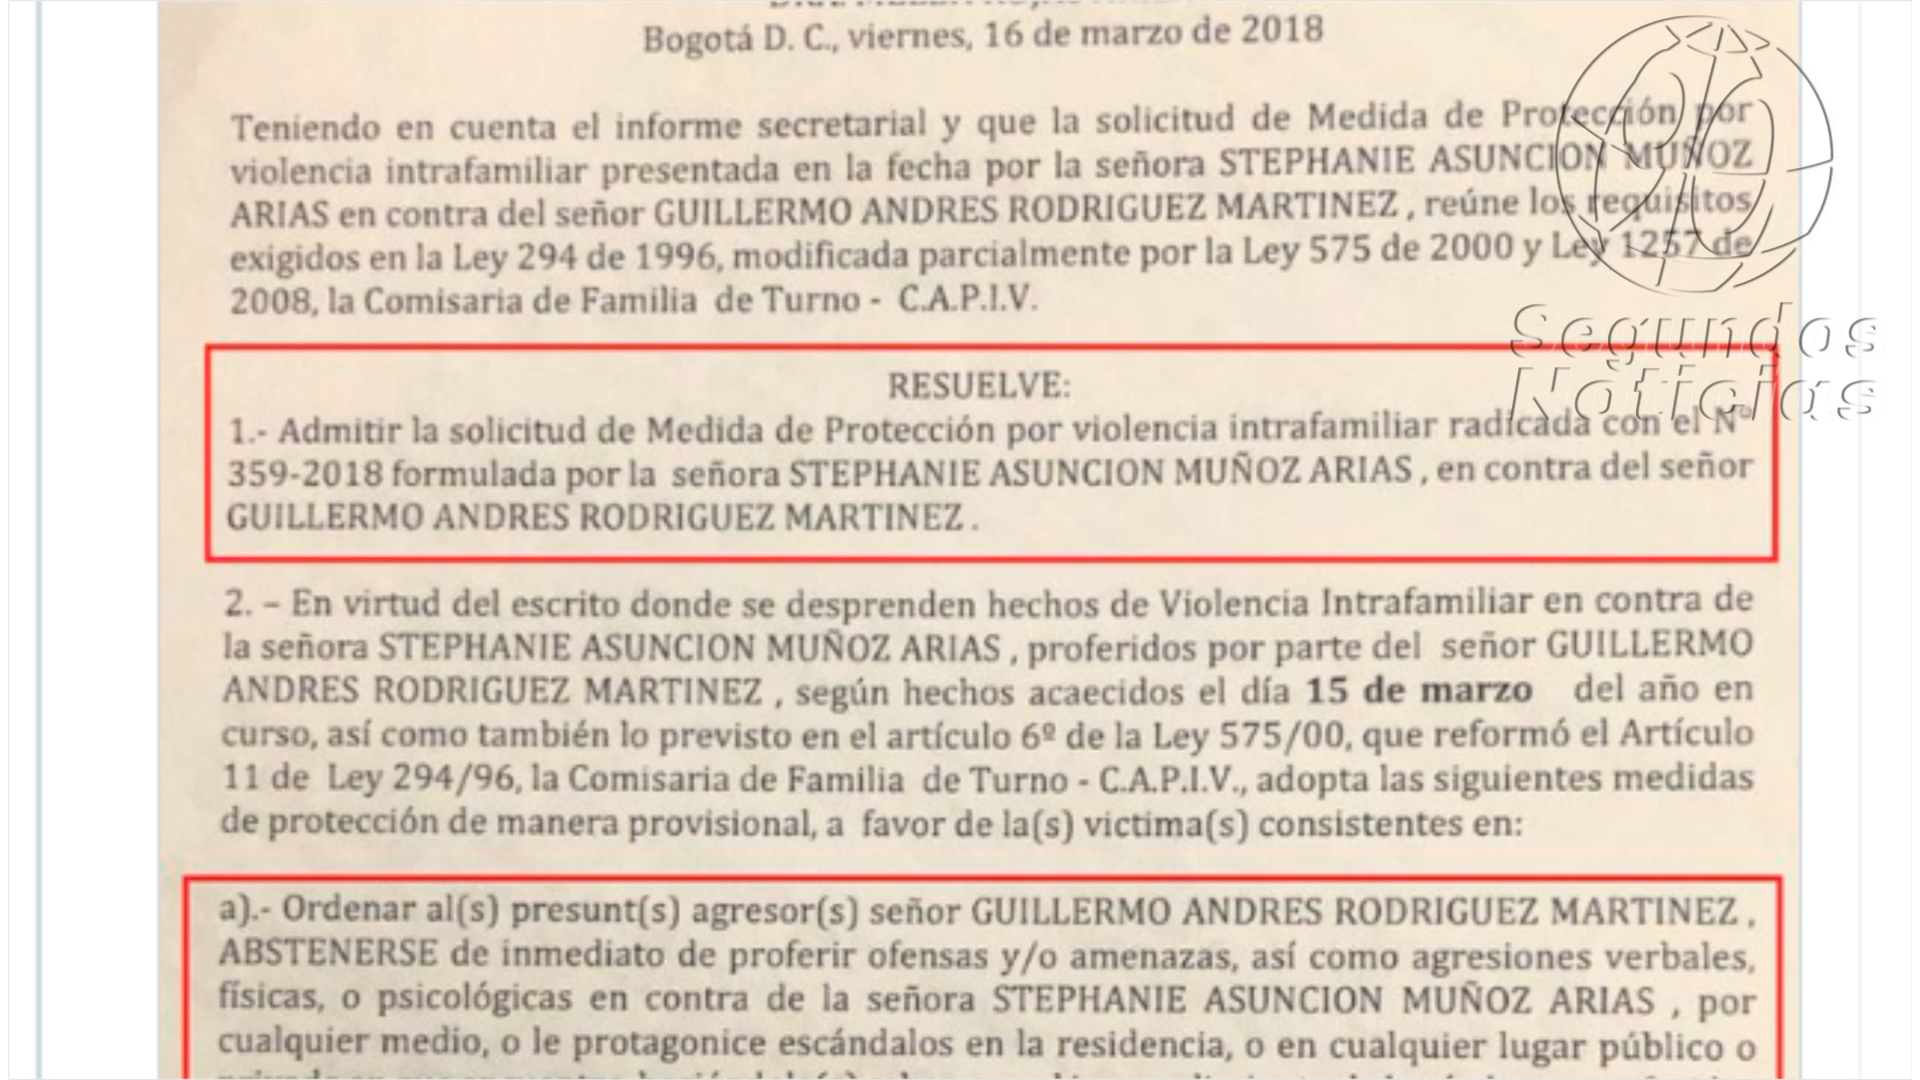 Bogotá D. C., viernes, 16 de marzo de 2018
Teniendo en cuenta el informe secretarial y que la solicitud de Medida de Protección por
violencia intrafamiliar presentada en la fecha por la señora STEPHANIE ASUNCION MUÑOZ
ARIAS en contra del señor GUILLERMO ANDRES RODRIGUEZ MARTINEZ , reúne los requisitos
exigidos en la Ley 294 de 1996, modificada parcialmente por la Ley 575 de 2000 y Ley 1257 de
2008, la Comisaria de Familia de Turno - C.A.P.I.V.
Segundos
Noticias
RESUELVE:
1.- Admitir la solicitud de Medida de Protección por violencia intrafamiliar radicada con el Nº
359-2018 formulada por la señora STEPHANIE ASUNCION MUÑOZ ARIAS , en contra del señor
GUILLERMO ANDRES RODRIGUEZ MARTINEZ .
2. – En virtud del escrito donde se desprenden hechos de Violencia Intrafamiliar en contra de
la señora STEPHANIE ASUNCION MUÑOZ ARIAS , proferidos por parte del señor GUILLERMO
ANDRES RODRIGUEZ MARTINEZ , según hechos acaecidos el día 15 de marzo del año en
curso, así como también lo previsto en el artículo 6º de la Ley 575/00, que reformó el Artículo
11 de Ley 294/96, la Comisaria de Familia de Turno - C.A.P.I.V., adopta las siguientes medidas
de protección de manera provisional, a favor de la(s) victima(s) consistentes en:
a).- Ordenar al(s) presunt(s) agresor(s) señor GUILLERMO ANDRES RODRIGUEZ MARTINEZ ,
ABSTENERSE de inmediato de proferir ofensas y/o amenazas, así como agresiones verbales,
físicas, o psicológicas en contra de la señora STEPHANIE ASUNCION MUÑOZ ARIAS , por
cualquier medio, o le protagonice escándalos en la residencia, o en cualquier lugar público o